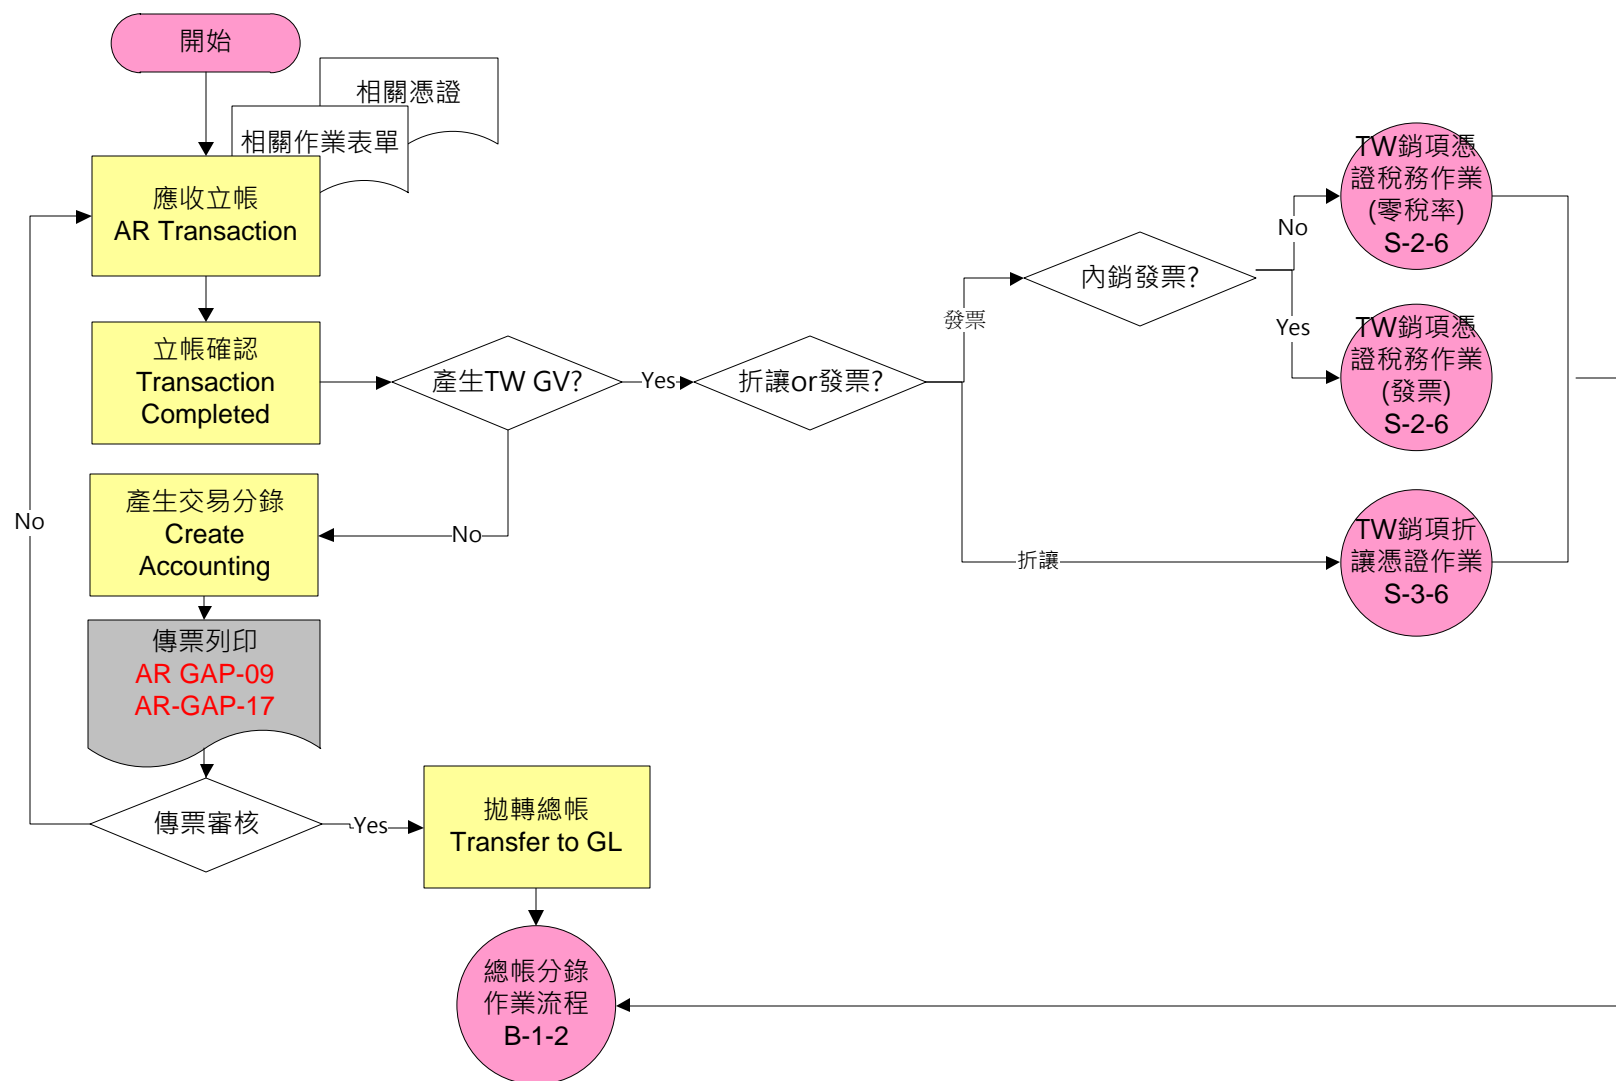 開始
相關憑證
相關作業表單
應收立帳
AR Transaction
立帳確認
Transaction
Completed
產生TW GV?
Yes
折讓or發票?
發票
內銷發票?
No
TW銷項憑
證稅務作業
(零稅率)
S-2-6
Yes
TW銷項憑
證稅務作業
(發票)
S-2-6
折讓
TW銷項折
讓憑證作業
S-3-6
No
產生交易分錄
Create
Accounting
No
傳票列印
AR GAP-09
AR-GAP-17
傳票審核
Yes
拋轉總帳
Transfer to GL
總帳分錄
作業流程
B-1-2